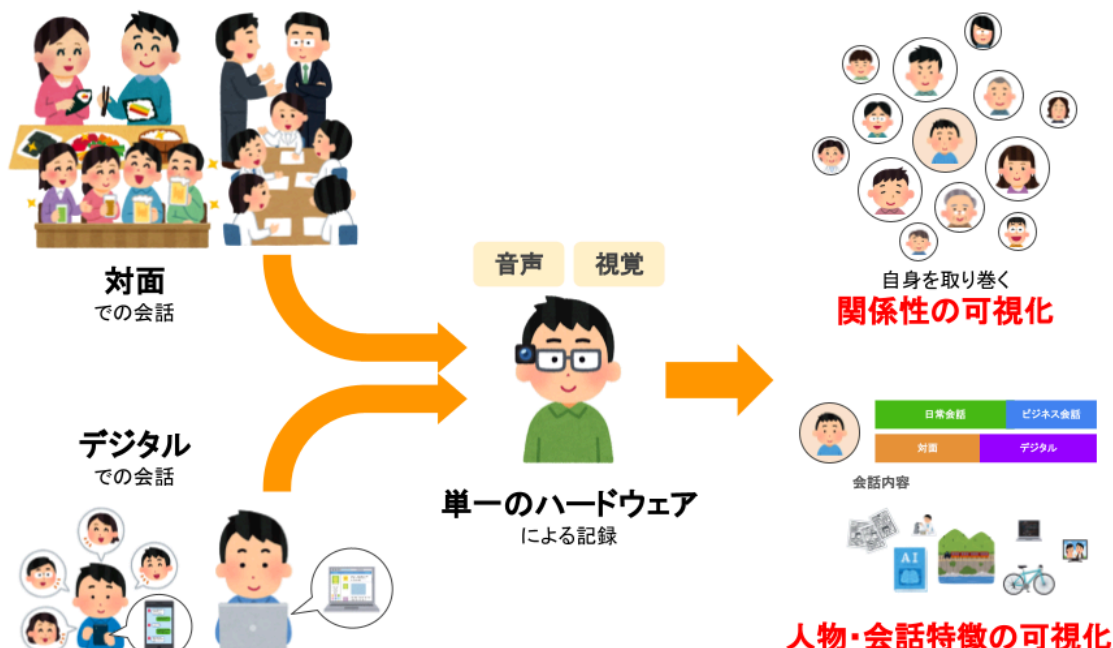 対面
での会話
デジタル
での会話
音声
視覚
単一のハードウェア
による記録
自身を取り巻く
関係性の可視化
日常会話
ビジネス会話
対面
デジタル
会話内容
AI
人物・会話特徴の可視化